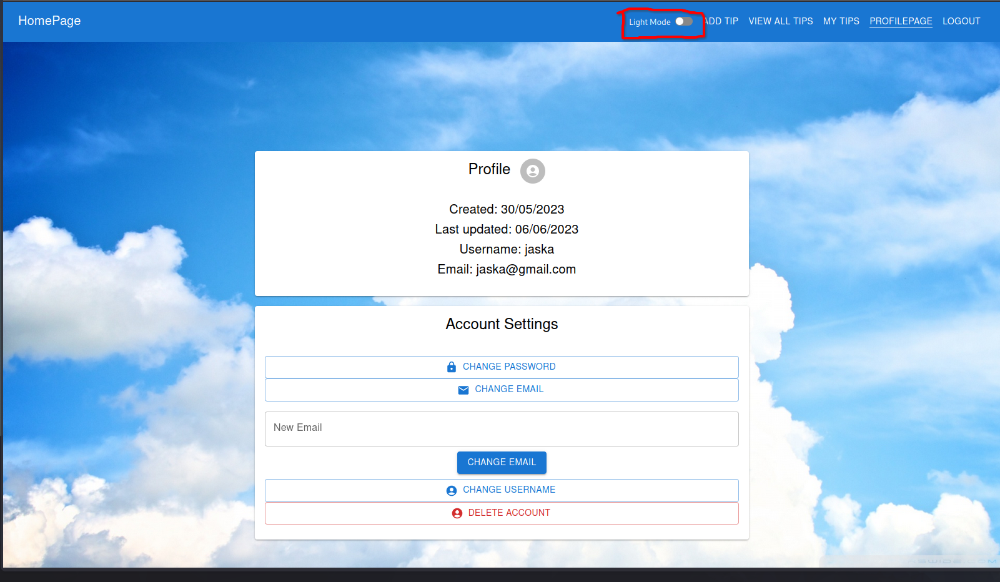 HomePage
Light Mode ADD TIP VIEW ALL TIPS MY TIPS PROFILEPAGE LOGOUT
Profile
Created: 30/05/2023
Last updated: 06/06/2023
Username: jaska
Email: jaska@gmail.com
Account Settings
CHANGE PASSWORD
CHANGE EMAIL
New Email
CHANGE EMAIL
CHANGE USERNAME
DELETE ACCOUNT